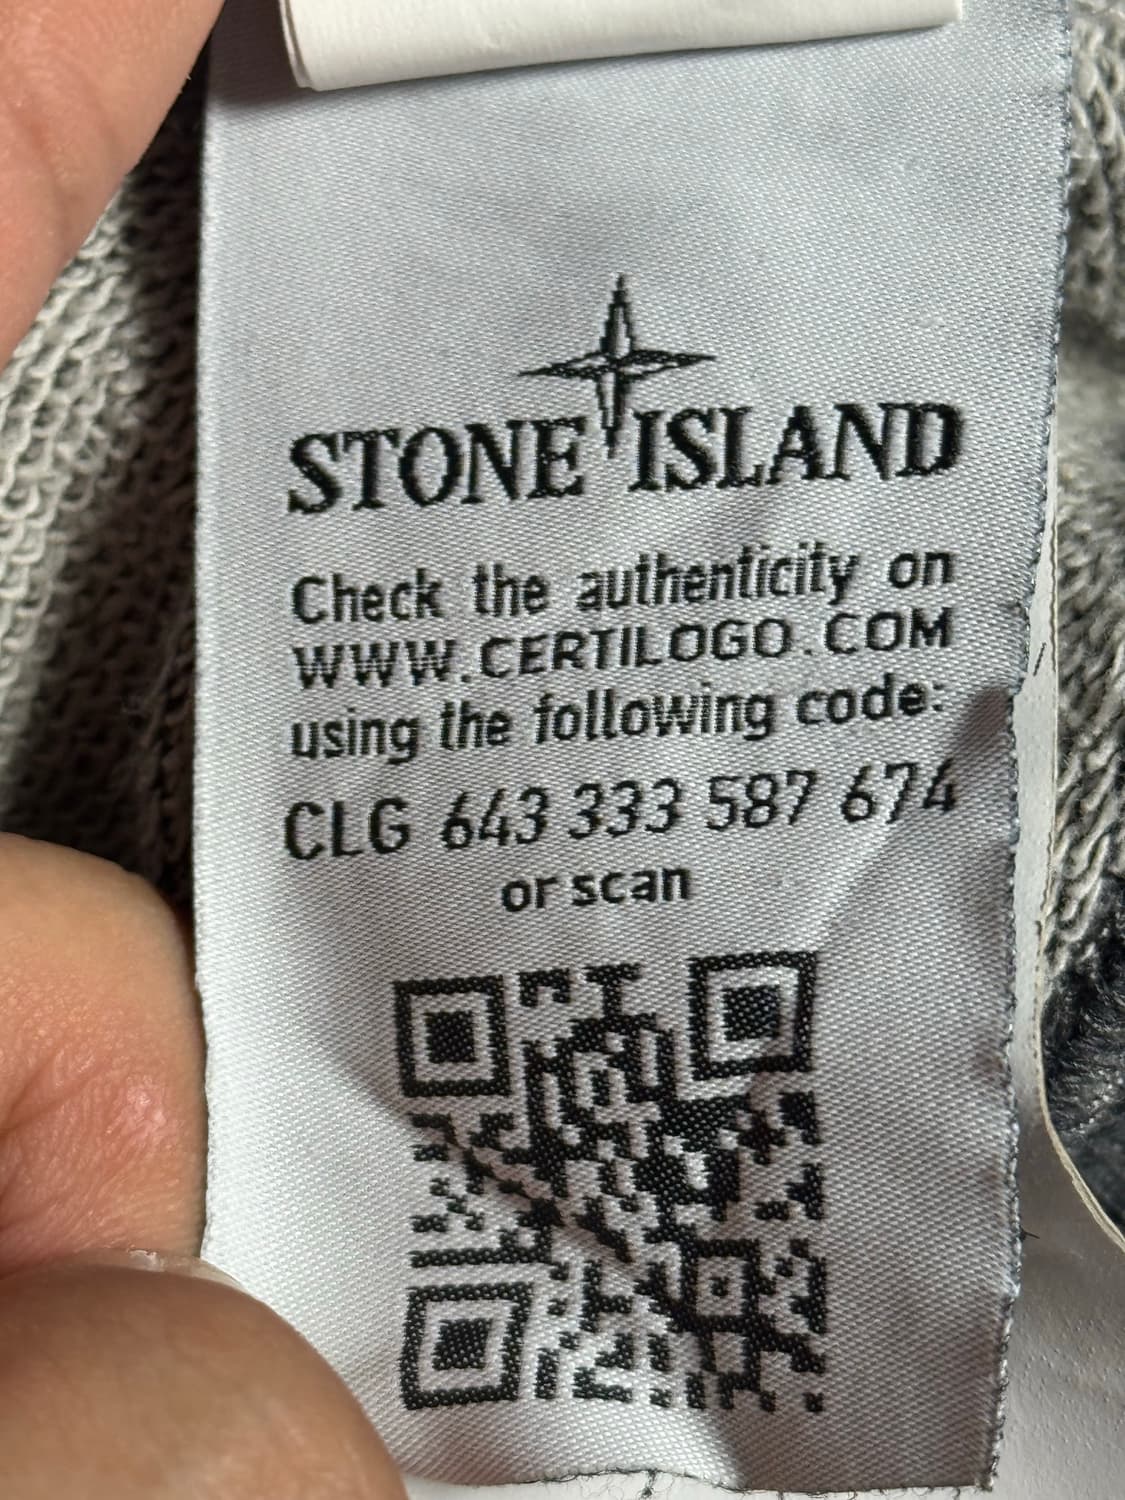 STONE ISLAND
Check the authenticity on
WWW.CERTILOGO.COM
using the following code:
CLG 643 333 587 674
or scan